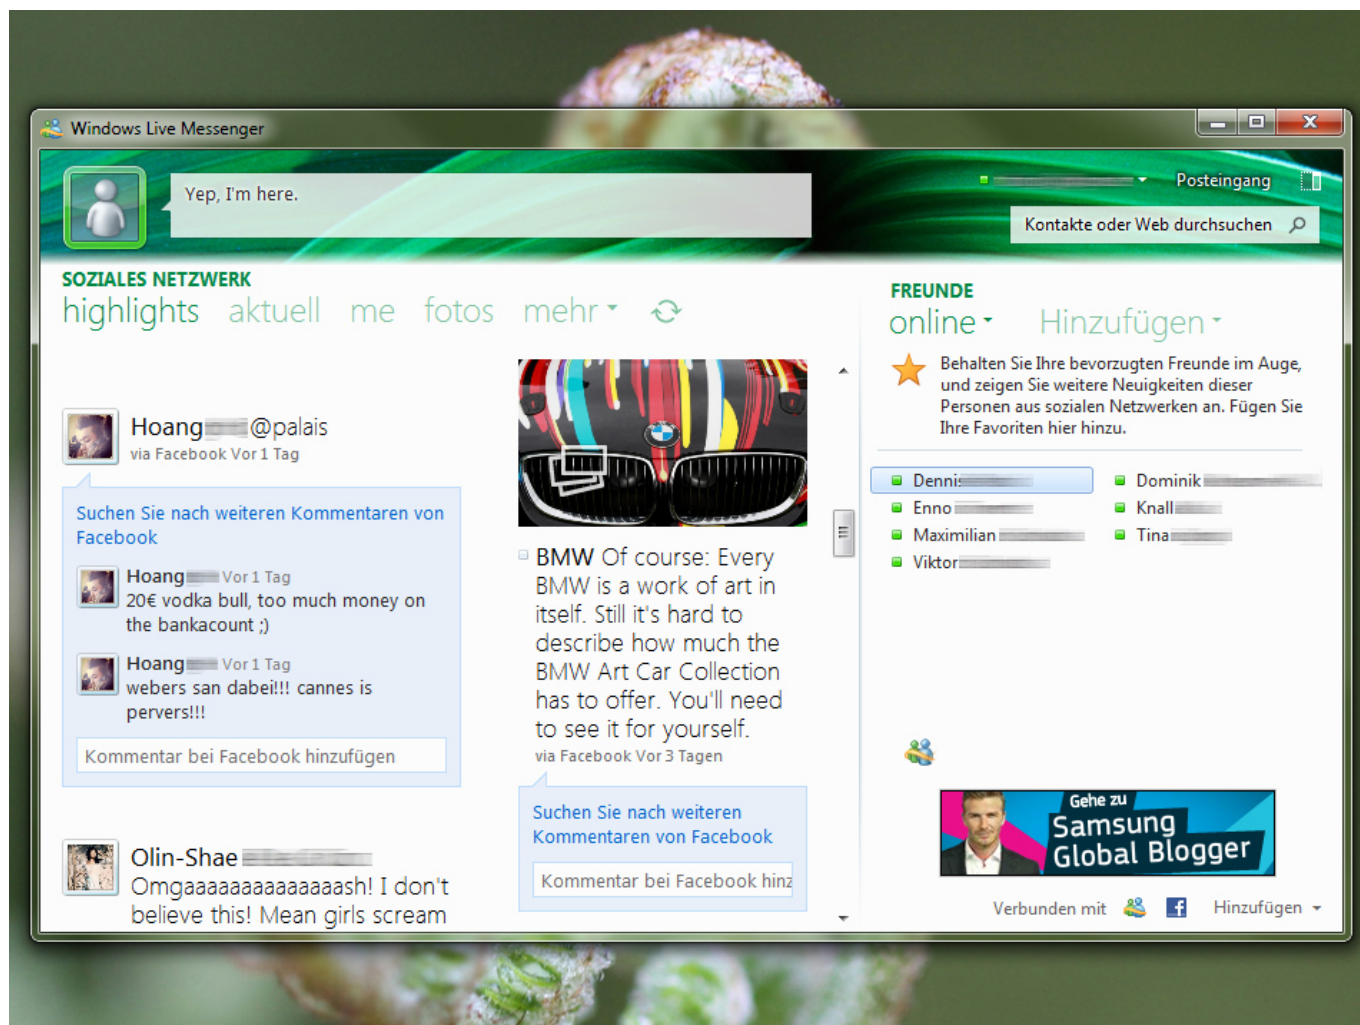 Windows Live Messenger
Yep, I'm here.
Posteingang
Kontakte oder Web durchsuchen
SOZIALES NETZWERK
highlights aktuell me fotos mehr
Hoang @palais
via Facebook Vor 1 Tag
Suchen Sie nach weiteren Kommentaren von
Facebook
Hoang Vor 1 Tag
20€ vodka bull, too much money on
the bankacount ;)
Hoang Vor 1 Tag
webers san dabei!!! cannes is
pervers!!!
Kommentar bei Facebook hinzufügen
Olin-Shae
Omgaaaaaaaaaaaaaash! I don't
believe this! Mean girls scream
BMW Of course: Every
BMW is a work of art in
itself. Still it's hard to
describe how much the
BMW Art Car Collection
has to offer. You'll need
to see it for yourself.
via Facebook Vor 3 Tagen
Suchen Sie nach weiteren
Kommentaren von Facebook
Kommentar bei Facebook hinz
FREUNDE
online Hinzufügen
Behalten Sie Ihre bevorzugten Freunde im Auge,
und zeigen Sie weitere Neuigkeiten dieser
Personen aus sozialen Netzwerken an. Fügen Sie
Ihre Favoriten hier hinzu.
Dennis
Dominik
Enno
Knall
Maximilian
Tina
Viktor
Gehe zu
Samsung
Global Blogger
Verbunden mit f Hinzufügen